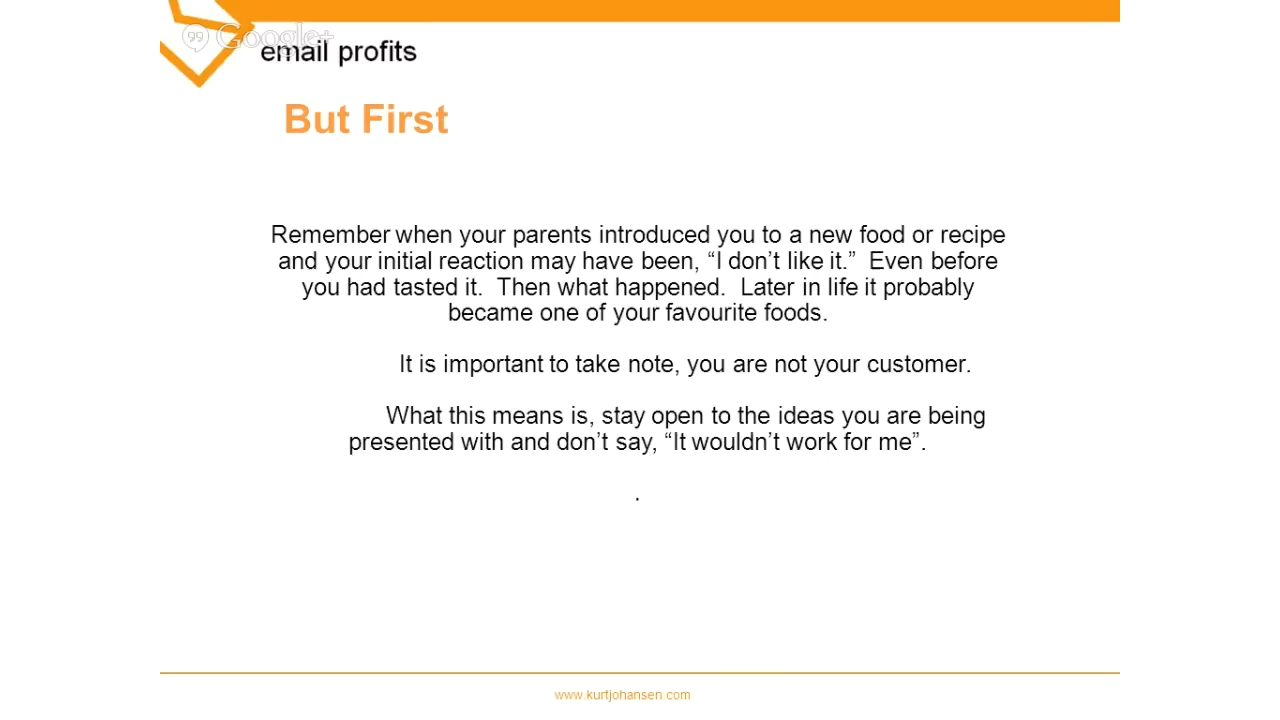 Google+
email profits
But First
Remember when your parents introduced you to a new food or recipe
and your initial reaction may have been, “I don’t like it.”  Even before
you had tasted it.  Then what happened.  Later in life it probably
became one of your favourite foods.
It is important to take note, you are not your customer.
What this means is, stay open to the ideas you are being
presented with and don’t say, “It wouldn’t work for me”.
.
www.kurtjohansen.com